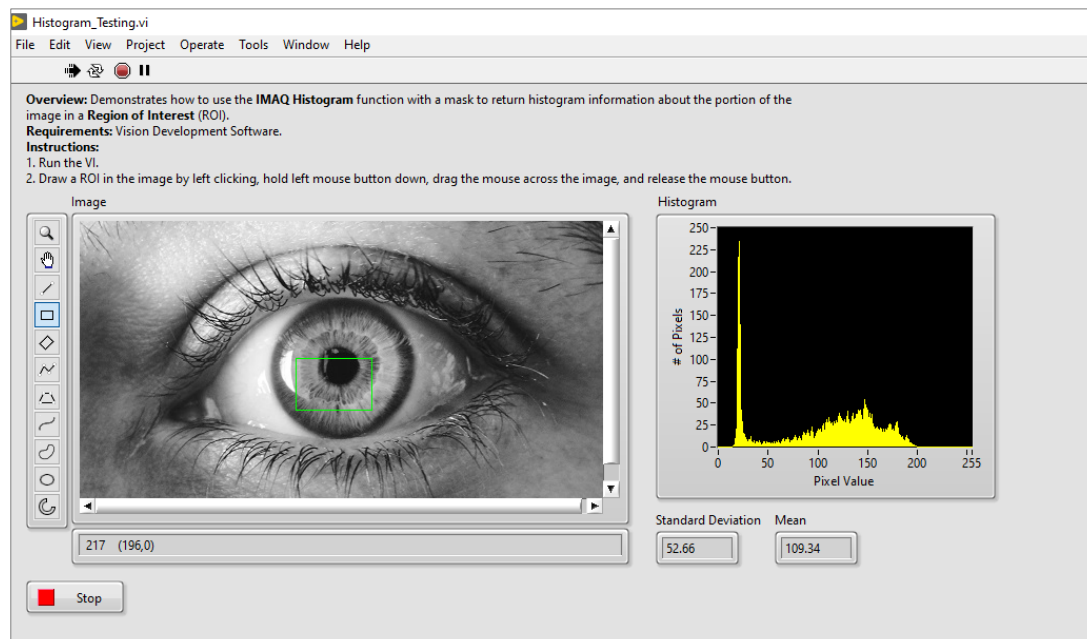 Histogram_Testing.vi
File Edit View Project Operate Tools Window Help
Overview: Demonstrates how to use the IMAQ Histogram function with a mask to return histogram information about the portion of the
image in a Region of Interest (ROI).
Requirements: Vision Development Software.
Instructions:
1. Run the VI.
2. Draw a ROI in the image by left clicking, hold left mouse button down, drag the mouse across the image, and release the mouse button.
Image
217 (196,0)
Stop
Histogram
# of Pixels
250
225
200
175
150
125
100
75
50
25
0
0 50 100 150 200 255
Pixel Value
Standard Deviation Mean
52.66 109.34